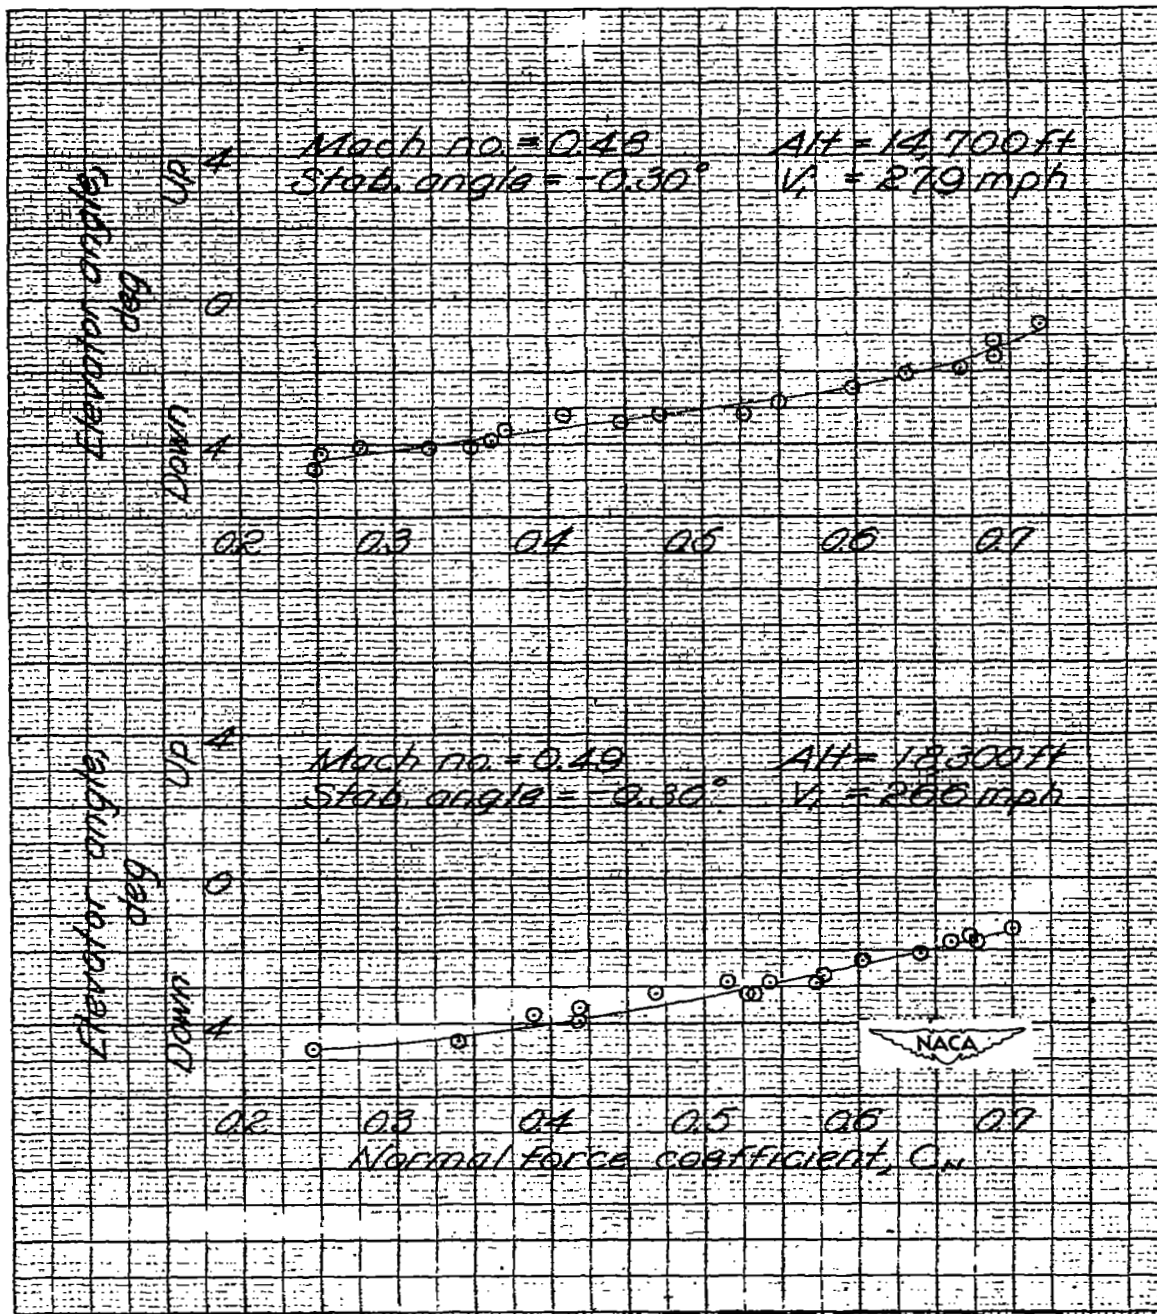 Mach no. = 0.48 Alt = 14,700 ft
Stab. angle = -0.30° Vi = 279 mph
Elevator angle,
deg
Up 4
0
Down 4
0.2 0.3 0.4 0.5 0.6 0.7
Mach no. = 0.49 Alt = 18,300 ft
Stab. angle = -0.30° Vi = 266 mph
Elevator angle,
deg
Up 4
0
Down 4
NACA
0.2 0.3 0.4 0.5 0.6 0.7
Normal force coefficient, CN